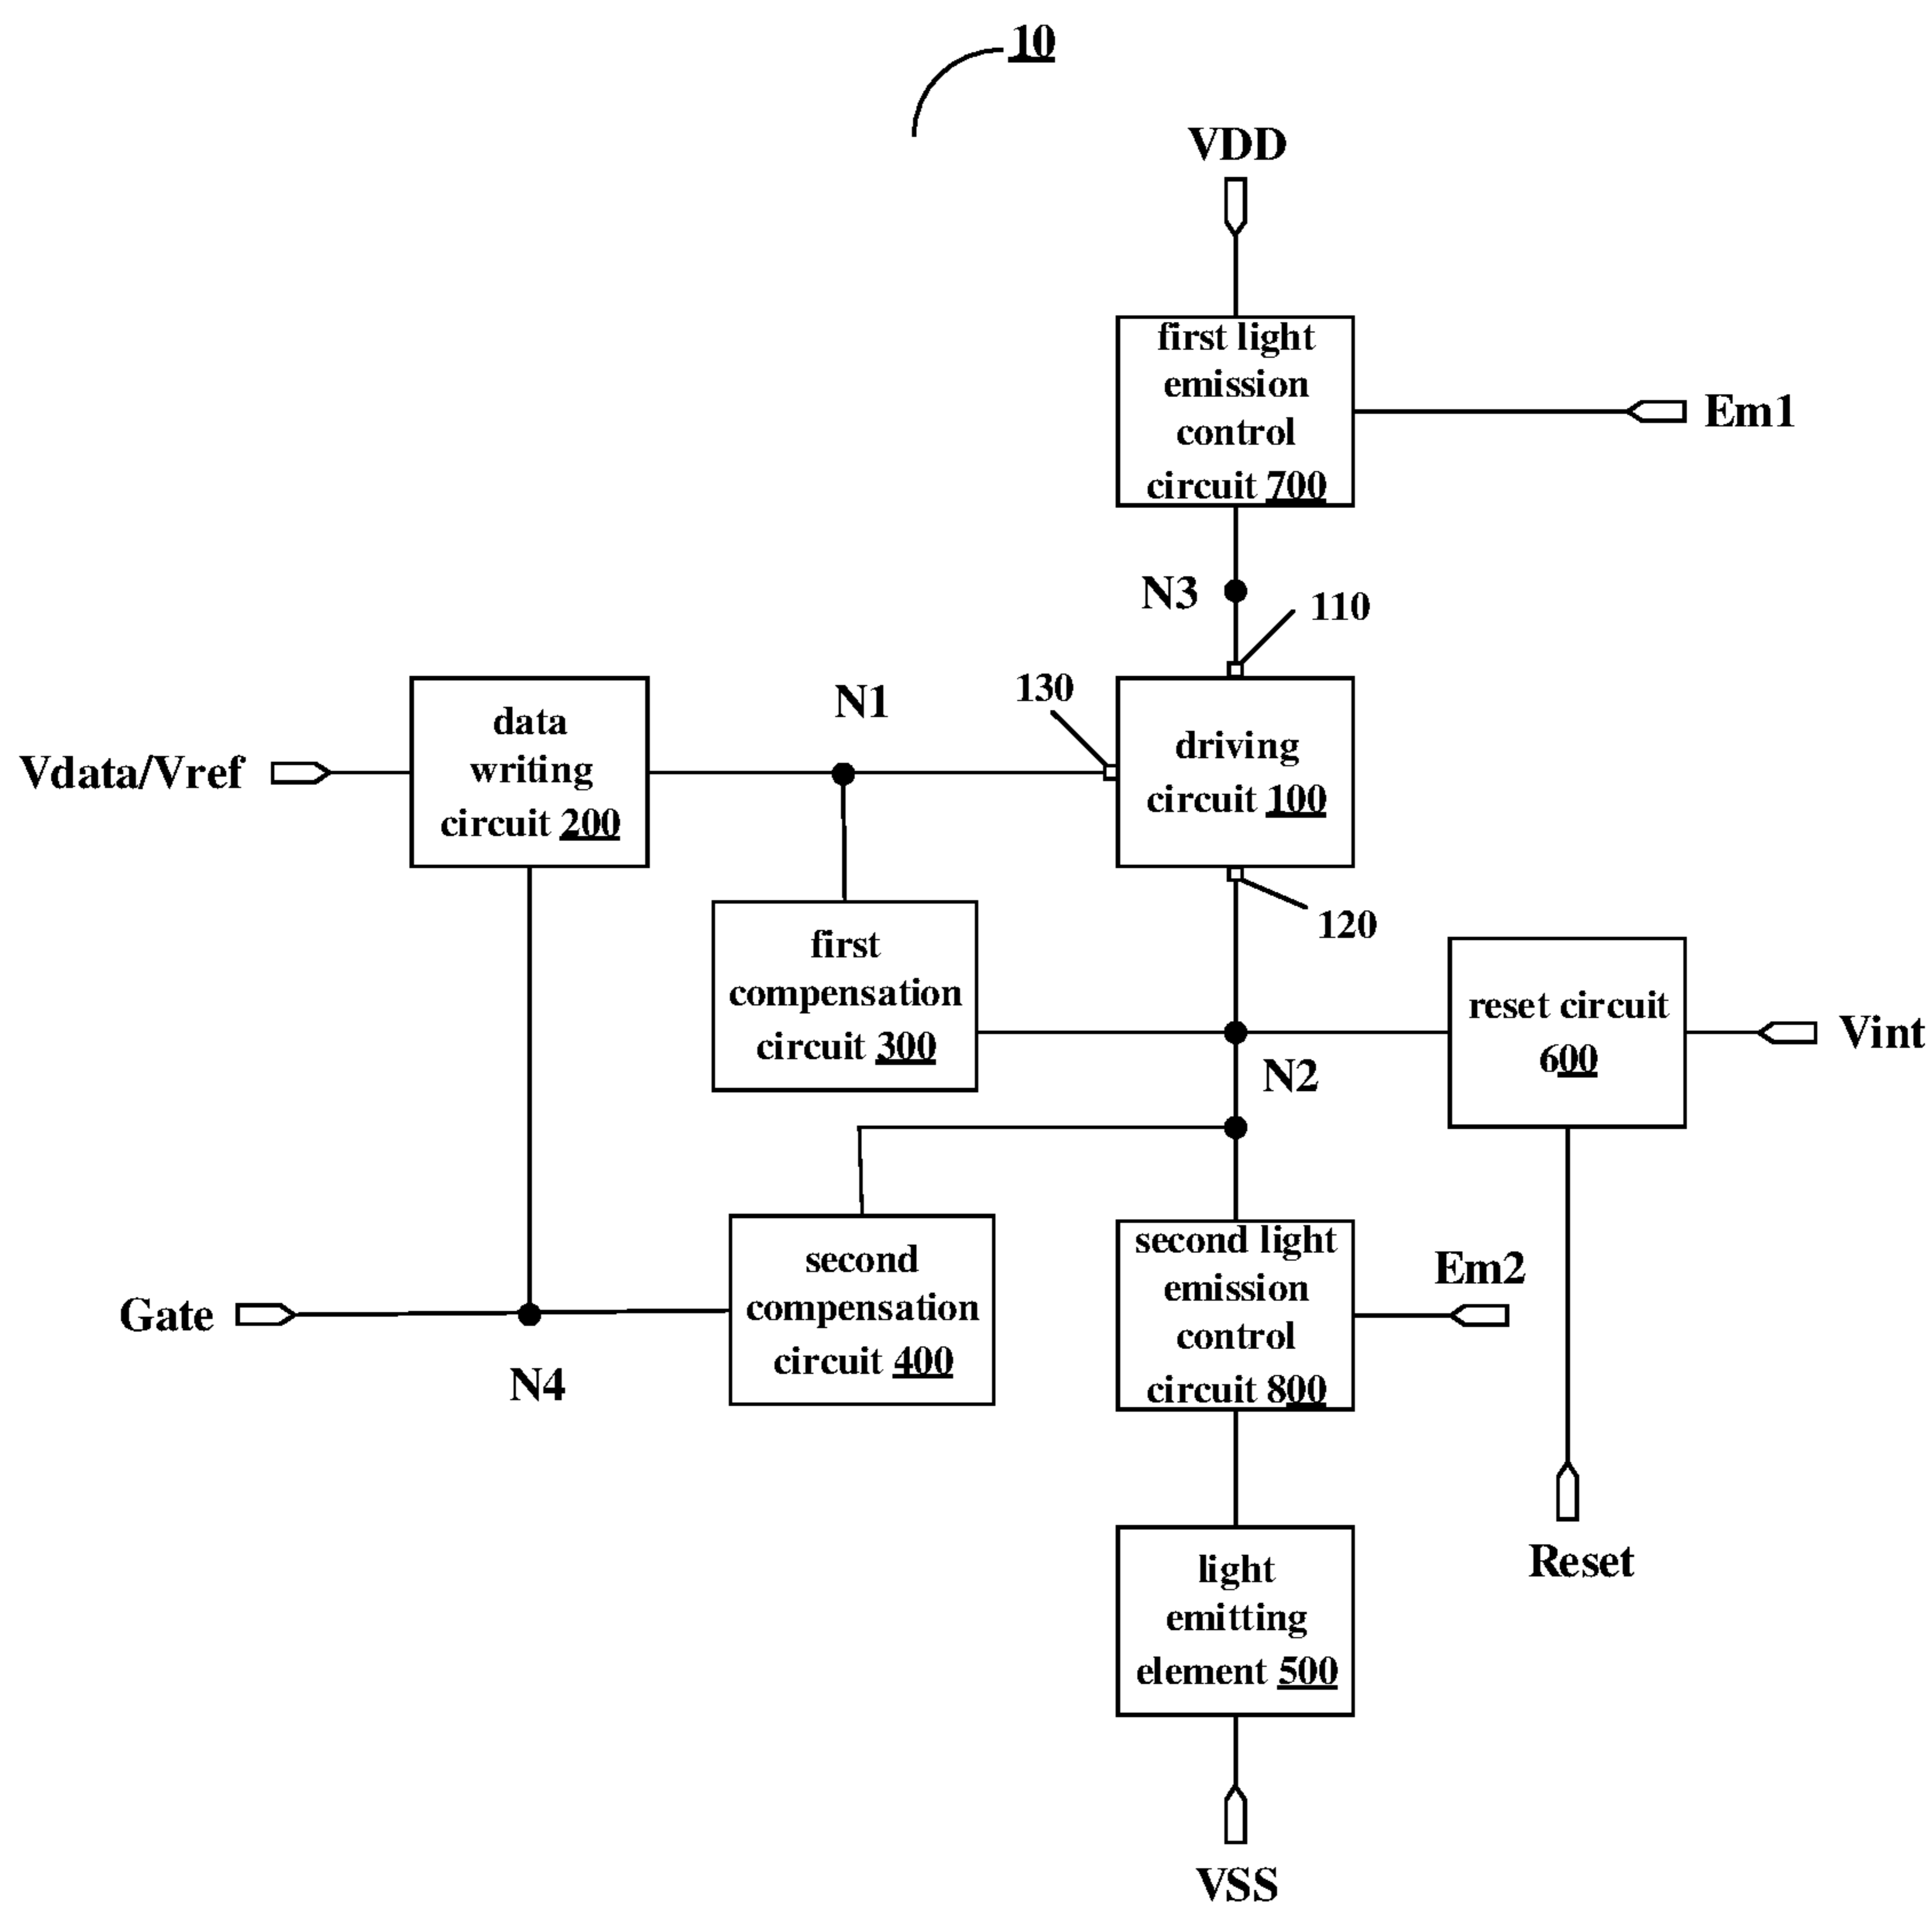 10
VDD
first light
emission
control
circuit 700
Em1
N3
110
130
N1
data
writing
circuit 200
Vdata/Vref
driving
circuit 100
120
first
compensation
circuit 300
reset circuit
600
Vint
N2
second
compensation
circuit 400
second light
emission
control
circuit 800
Em2
Gate
N4
light
emitting
element 500
Reset
VSS